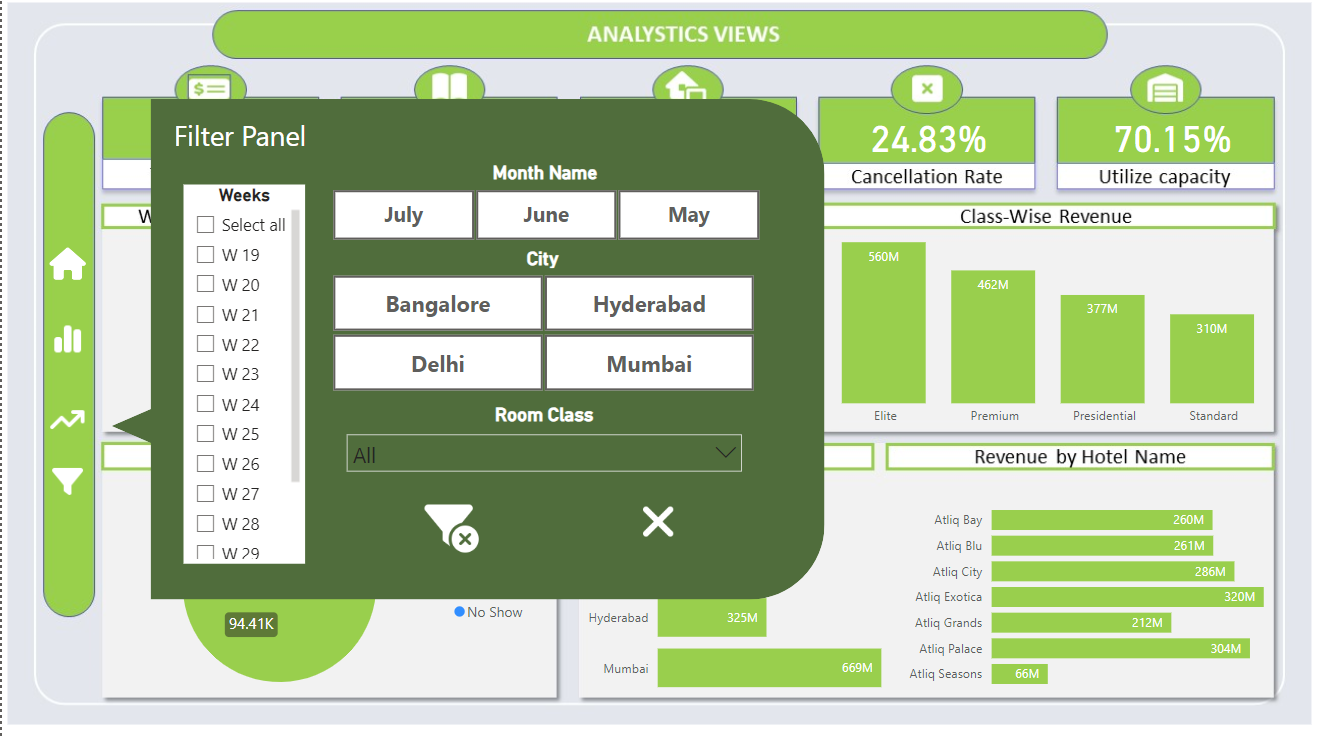 ANALYSTICS VIEWS
$
24.83%
Cancellation Rate
70.15%
Utilize capacity
Filter Panel
Weeks
Select all
W 19
W 20
W 21
W 22
W 23
W 24
W 25
W 26
W 27
W 28
W 29
Month Name
July
June
May
City
Bangalore
Hyderabad
Delhi
Mumbai
Room Class
All
W
Class-Wise Revenue
560M
462M
377M
310M
Elite
Premium
Presidential
Standard
94.41K
No Show
Hyderabad
325M
Mumbai
669M
Revenue by Hotel Name
Atliq Bay
260M
Atliq Blu
261M
Atliq City
286M
Atliq Exotica
320M
Atliq Grands
212M
Atliq Palace
304M
Atliq Seasons
66M